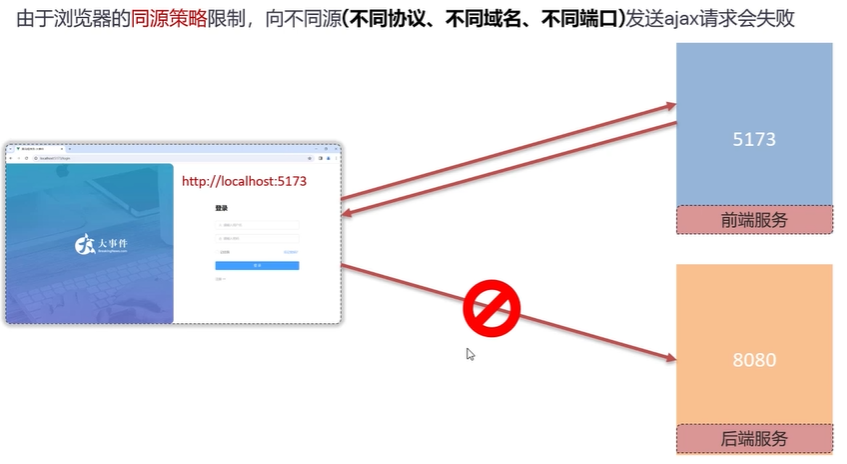 由于浏览器的同源策略限制，向不同源(不同协议、不同域名、不同端口)发送ajax请求会失败
http://localhost:5173
登录
大事件
5173
前端服务
8080
后端服务